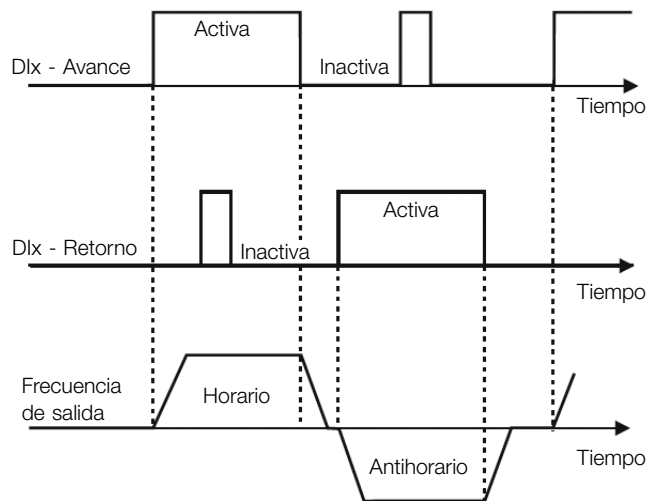 Activa
DIx - Avance
Inactiva
Tiempo
Activa
DIx - Retorno
Inactiva
Tiempo
Frecuencia
de salida
Horario
Antihorario
Tiempo